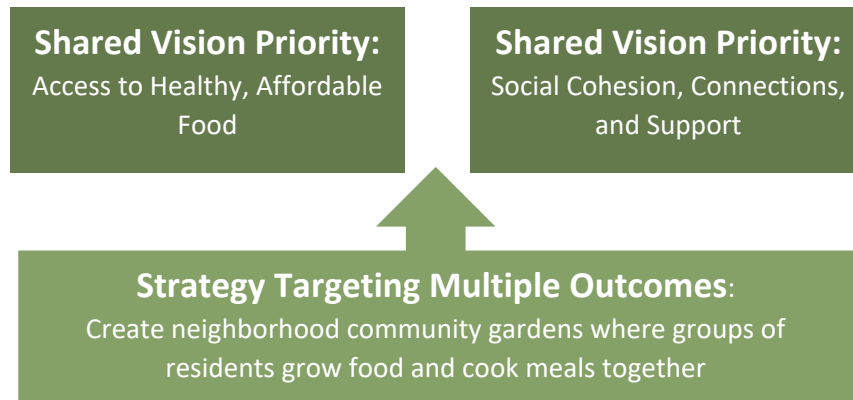 Shared Vision Priority:
Access to Healthy, Affordable
Food
Shared Vision Priority:
Social Cohesion, Connections,
and Support
Strategy Targeting Multiple Outcomes:
Create neighborhood community gardens where groups of
residents grow food and cook meals together